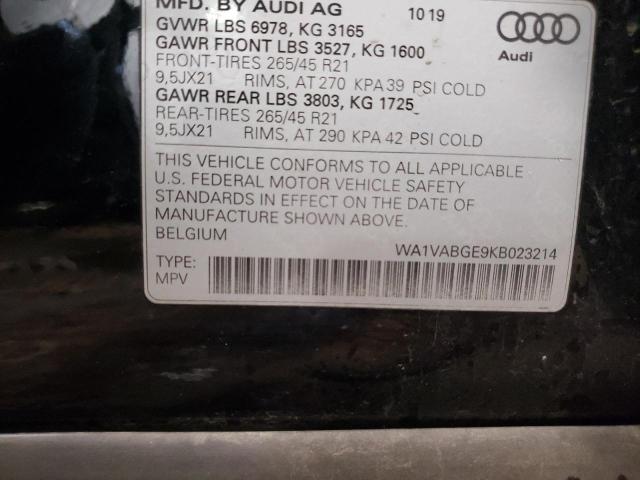 MFD. BY AUDI AG 10 19
GVWR LBS 6978, KG 3165
GAWR FRONT LBS 3527, KG 1600
FRONT-TIRES 265/45 R21
9,5JX21 RIMS, AT 270 KPA 39 PSI COLD
GAWR REAR LBS 3803, KG 1725
REAR-TIRES 265/45 R21
9,5JX21 RIMS, AT 290 KPA 42 PSI COLD
Audi
THIS VEHICLE CONFORMS TO ALL APPLICABLE
U.S. FEDERAL MOTOR VEHICLE SAFETY
STANDARDS IN EFFECT ON THE DATE OF
MANUFACTURE SHOWN ABOVE.
BELGIUM
WA1VABGE9KB023214
TYPE:
MPV